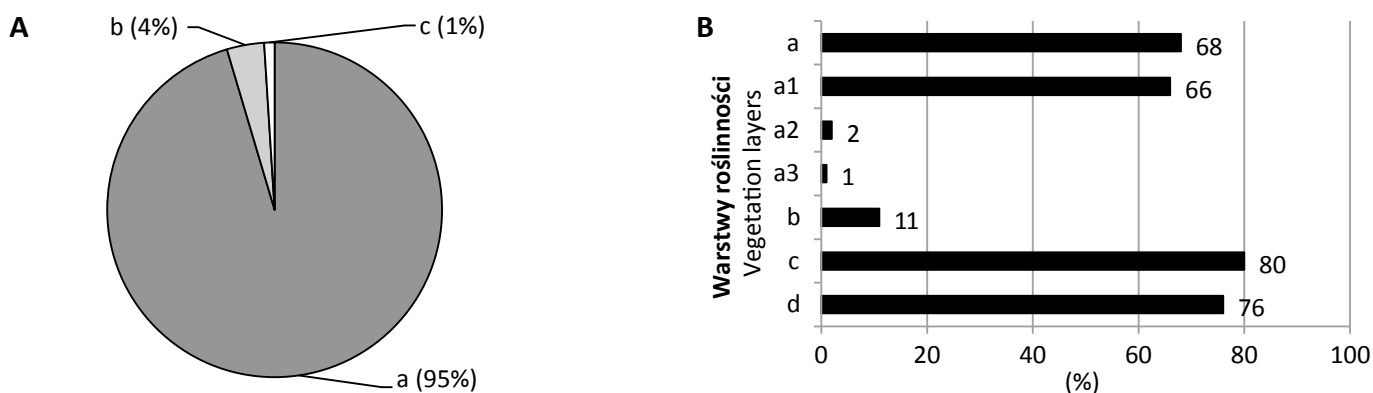 A
b (4%)
c (1%)
a (95%)
B
Warstwy roślinności
Vegetation layers
a
68
a1
66
a2
2
a3
1
b
11
c
80
d
76
0
20
40
60
80
100
(%)